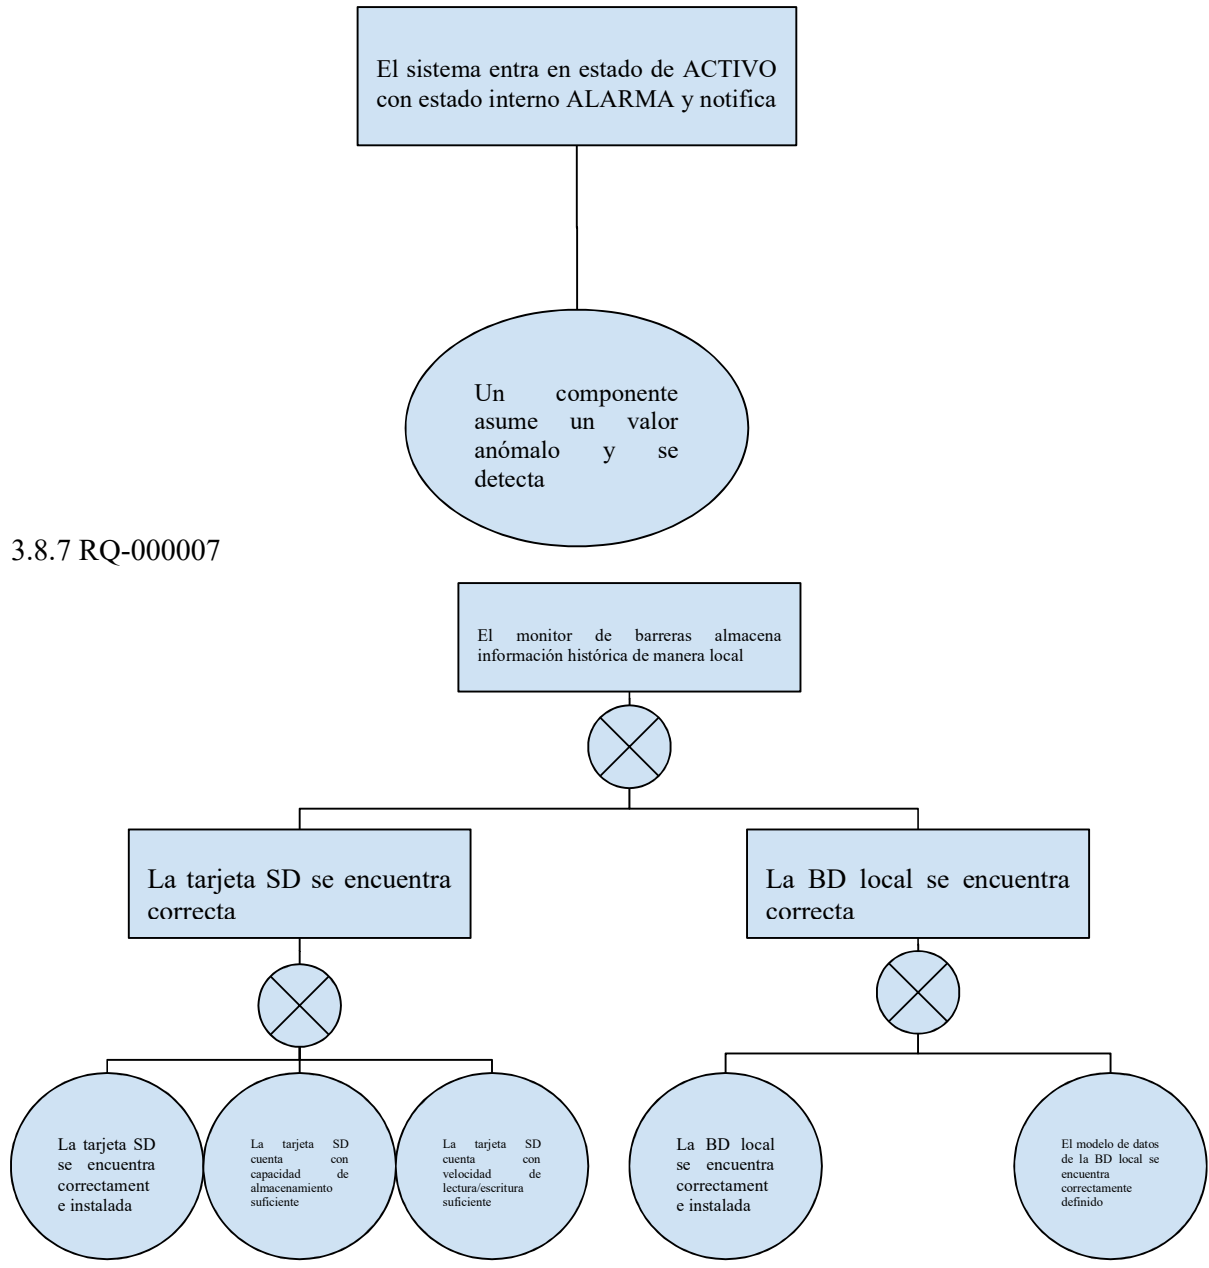 El sistema entra en estado de ACTIVO
con estado interno ALARMA y notifica
Un componente
asume un valor
anómalo y se
detecta
3.8.7 RQ-000007
El monitor de barreras almacena
información histórica de manera local
La tarjeta SD se encuentra
correcta
La BD local se encuentra
correcta
La tarjeta SD
se encuentra
correctament
e instalada
La tarjeta SD
cuenta con
capacidad de
almacenamiento
suficiente
La tarjeta SD
cuenta con
velocidad de
lectura/escritura
suficiente
La BD local
se encuentra
correctament
e instalada
El modelo de datos
de la BD local se
encuentra
correctamente
definido